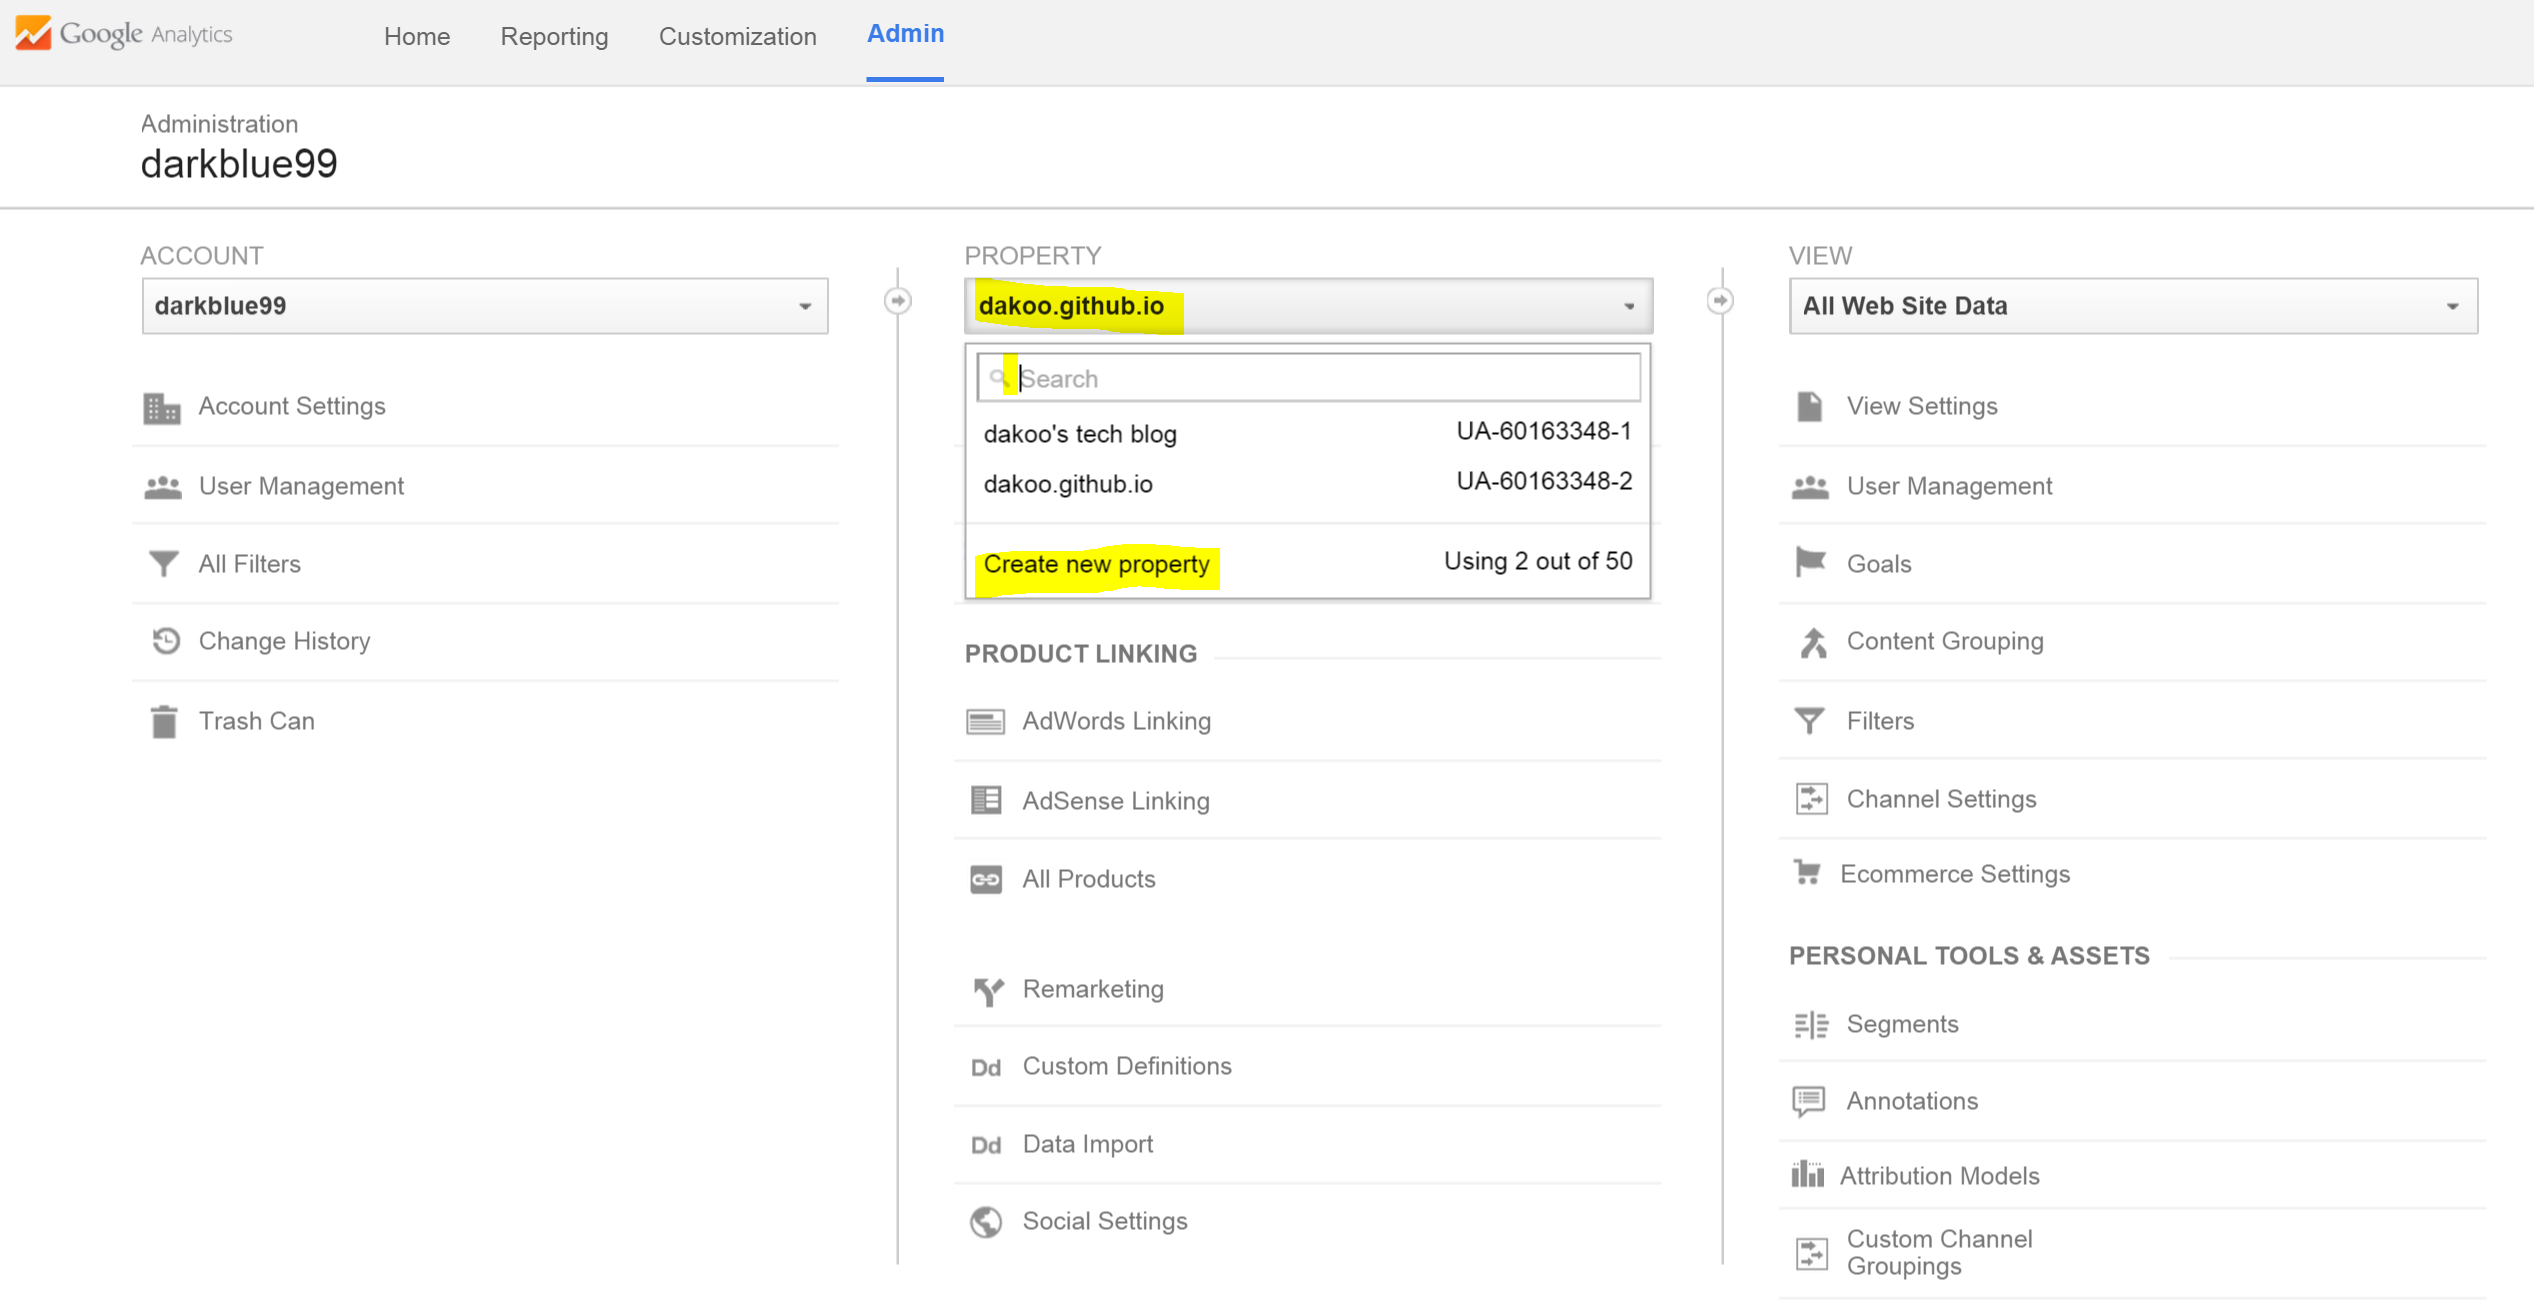 Google Analytics
Home Reporting Customization Admin
Administration
darkblue99
ACCOUNT
darkblue99
Account Settings
User Management
All Filters
Change History
Trash Can
PROPERTY
dakoo.github.io
Search
dakoo's tech blog UA-60163348-1
dakoo.github.io UA-60163348-2
Create new property Using 2 out of 50
PRODUCT LINKING
AdWords Linking
AdSense Linking
All Products
Remarketing
Dd Custom Definitions
Dd Data Import
Social Settings
VIEW
All Web Site Data
View Settings
User Management
Goals
Content Grouping
Filters
Channel Settings
Ecommerce Settings
PERSONAL TOOLS & ASSETS
Segments
Annotations
Attribution Models
Custom Channel
Groupings